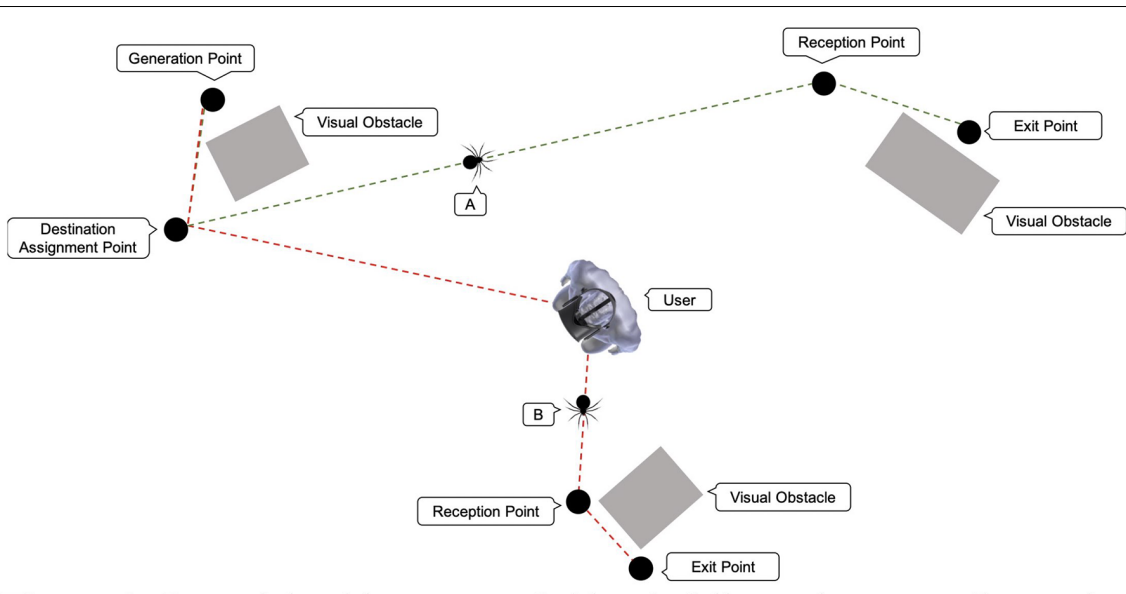 Reception Point
Generation Point
Visual Obstacle
Exit Point
A
Visual Obstacle
Destination
Assignment Point
User
B
Visual Obstacle
Reception Point
Exit Point